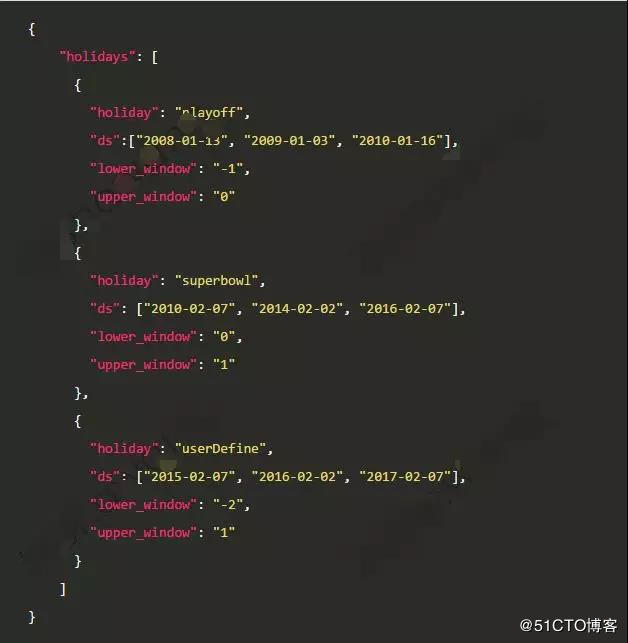 {
"holidays": [
{
"holiday": "playoff",
"ds":["2008-01-13", "2009-01-03", "2010-01-16"],
"lower_window": "-1",
"upper_window": "0"
},
{
"holiday": "superbowl",
"ds": ["2010-02-07", "2014-02-02", "2016-02-07"],
"lower_window": "0",
"upper_window": "1"
},
{
"holiday": "userDefine",
"ds": ["2015-02-07", "2016-02-02", "2017-02-07"],
"lower_window": "-2",
"upper_window": "1"
}
]
}
@51CTO博客